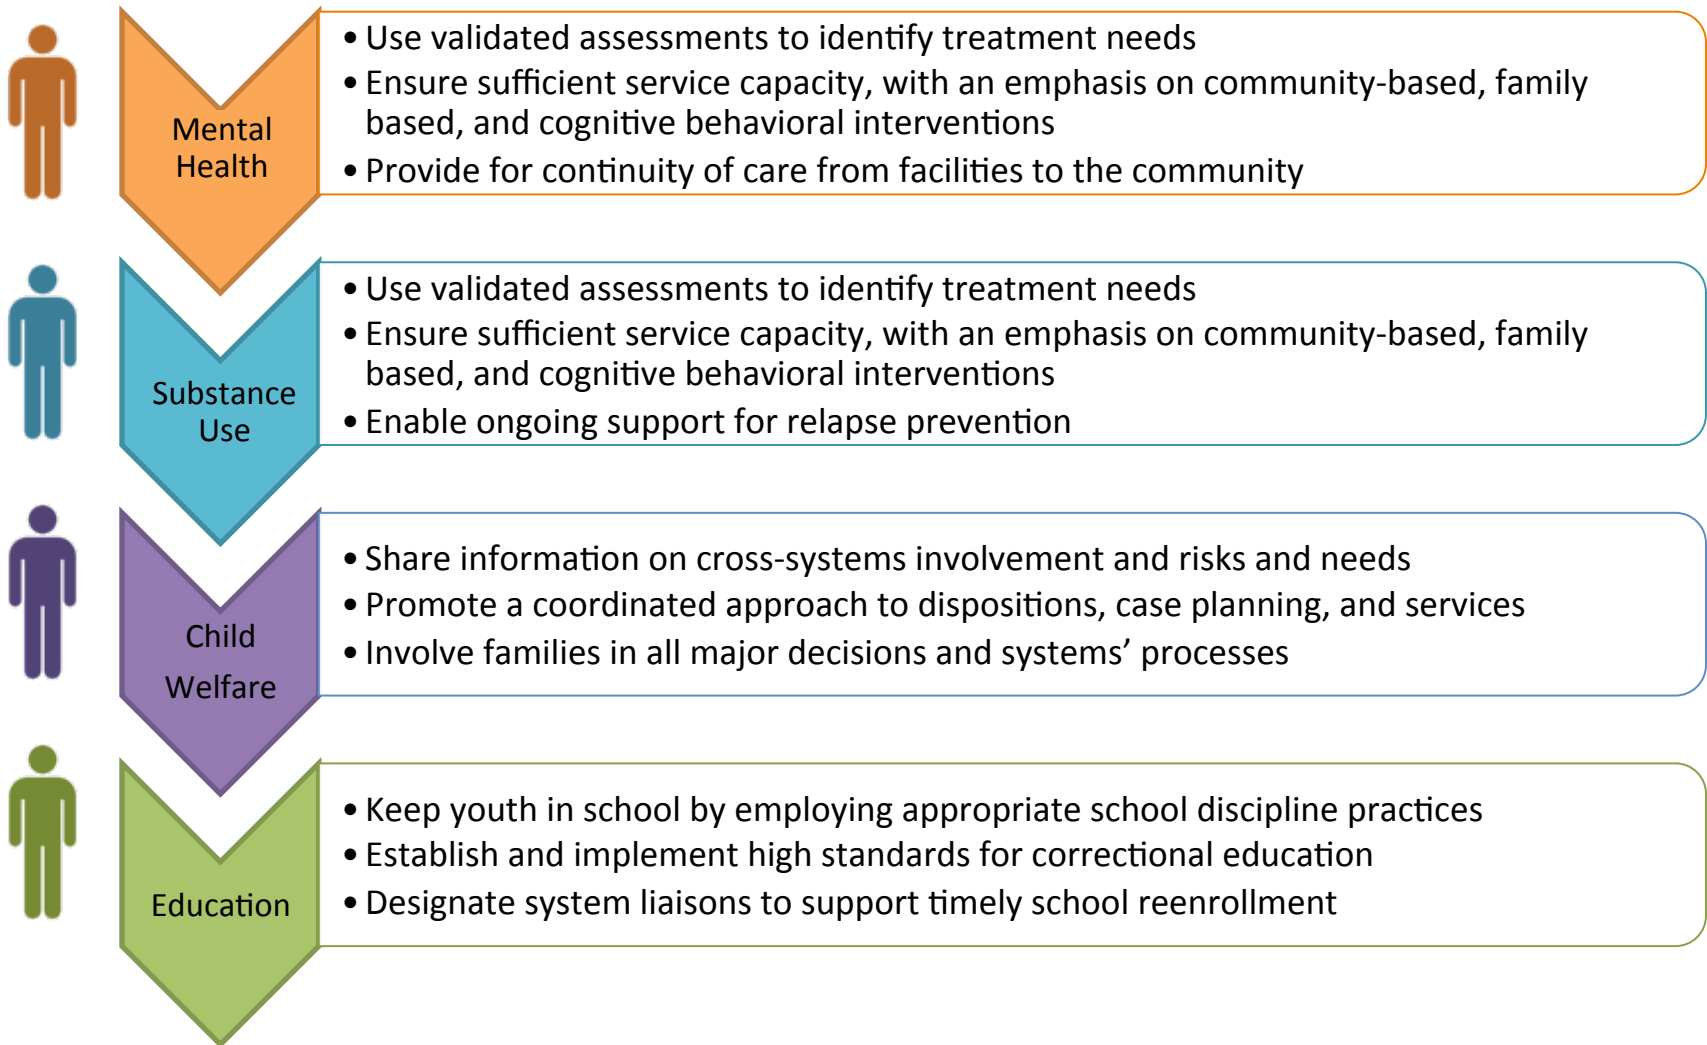 Mental
Health
• Use validated assessments to identify treatment needs
• Ensure sufficient service capacity, with an emphasis on community-based, family
based, and cognitive behavioral interventions
• Provide for continuity of care from facilities to the community
Substance
Use
• Use validated assessments to identify treatment needs
• Ensure sufficient service capacity, with an emphasis on community-based, family
based, and cognitive behavioral interventions
• Enable ongoing support for relapse prevention
Child
Welfare
• Share information on cross-systems involvement and risks and needs
• Promote a coordinated approach to dispositions, case planning, and services
• Involve families in all major decisions and systems’ processes
Education
• Keep youth in school by employing appropriate school discipline practices
• Establish and implement high standards for correctional education
• Designate system liaisons to support timely school reenrollment